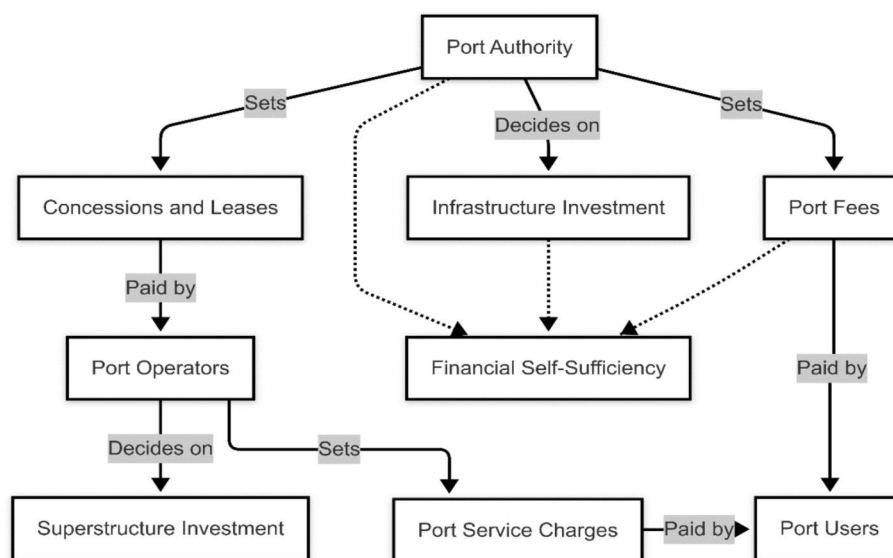 Port Authority
Sets
Decides on
Sets
Concessions and Leases
Infrastructure Investment
Port Fees
Paid by
Port Operators
Financial Self-Sufficiency
Paid by
Decides on
Sets
Superstructure Investment
Port Service Charges
Paid by
Port Users